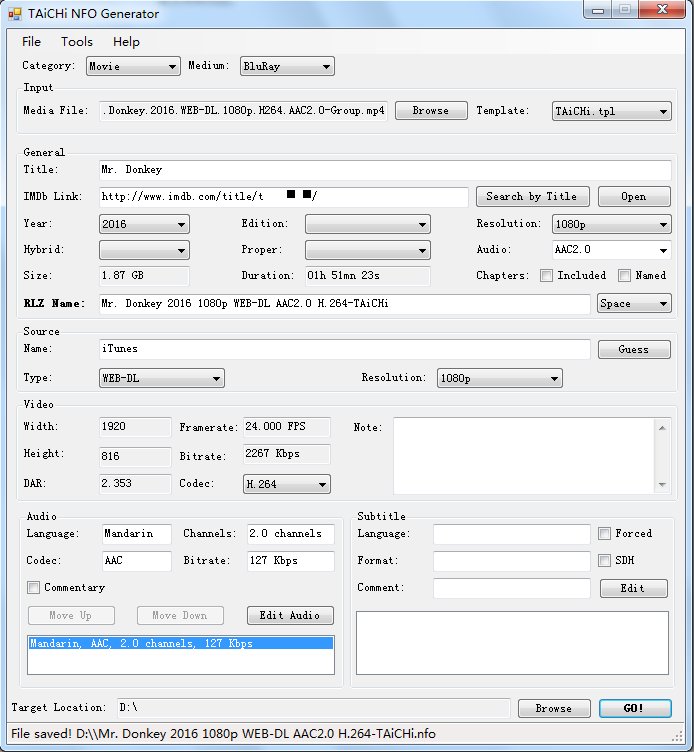 TAiCHi NFO Generator
File Tools Help
Category: Movie Medium: BluRay
Input
Media File: .Donkey.2016.WEB-DL.1080p.H264.AAC2.0-Group.mp4 Browse Template: TAiCHi.tpl
General
Title: Mr. Donkey
IMDb Link: http://www.imdb.com/title/t / Search by Title Open
Year: 2016 Edition: Resolution: 1080p
Hybrid: Proper: Audio: AAC2.0
Size: 1.87 GB Duration: 01h 51mn 23s Chapters: Included Named
RLZ Name: Mr. Donkey 2016 1080p WEB-DL AAC2.0 H.264-TAiCHi Space
Source
Name: iTunes Guess
Type: WEB-DL Resolution: 1080p
Video
Width: 1920 Framerate: 24.000 FPS Note:
Height: 816 Bitrate: 2267 Kbps
DAR: 2.353 Codec: H.264
Audio Subtitle
Language: Mandarin Channels: 2.0 channels Language: Forced
Codec: AAC Bitrate: 127 Kbps Format: SDH
Commentary Comment: Edit
Move Up Move Down Edit Audio
Mandarin, AAC, 2.0 channels, 127 Kbps
Target Location: D:\ Browse GO!
File saved! D:\\Mr. Donkey 2016 1080p WEB-DL AAC2.0 H.264-TAiCHi.nfo